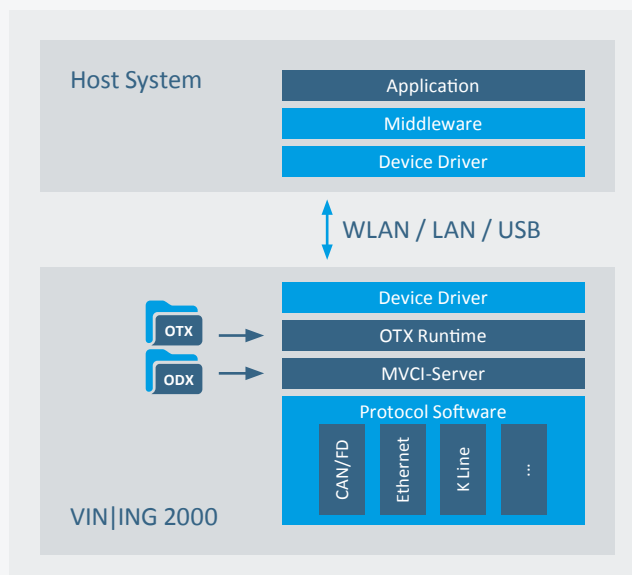 Host System
Application
Middleware
Device Driver
WLAN / LAN / USB
Device Driver
OTX
OTX Runtime
ODX
MVCI-Server
Protocol Software
CAN/FD
Ethernet
K Line
...
VIN|ING 2000